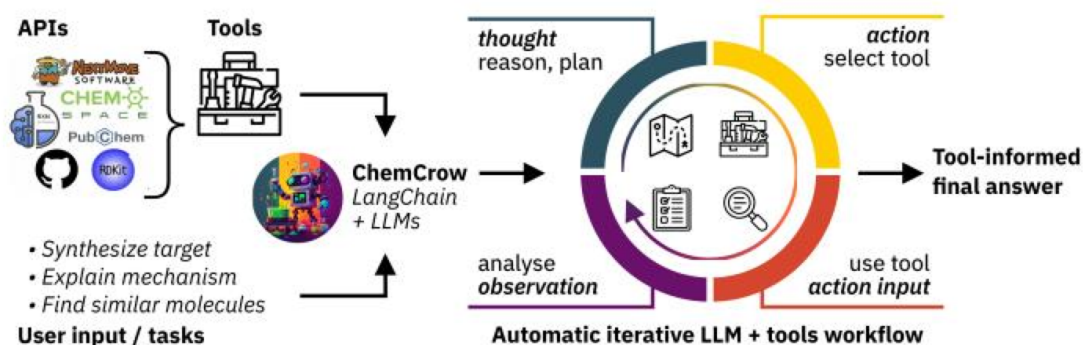 APIs
Tools
NextMove
SOFTWARE
CHEM
SPACE
RXN
PubChem
RDKit
ChemCrow
LangChain
+ LLMs
• Synthesize target
• Explain mechanism
• Find similar molecules
User input / tasks
thought
reason, plan
action
select tool
analyse
observation
use tool
action input
Automatic iterative LLM + tools workflow
Tool-informed
final answer